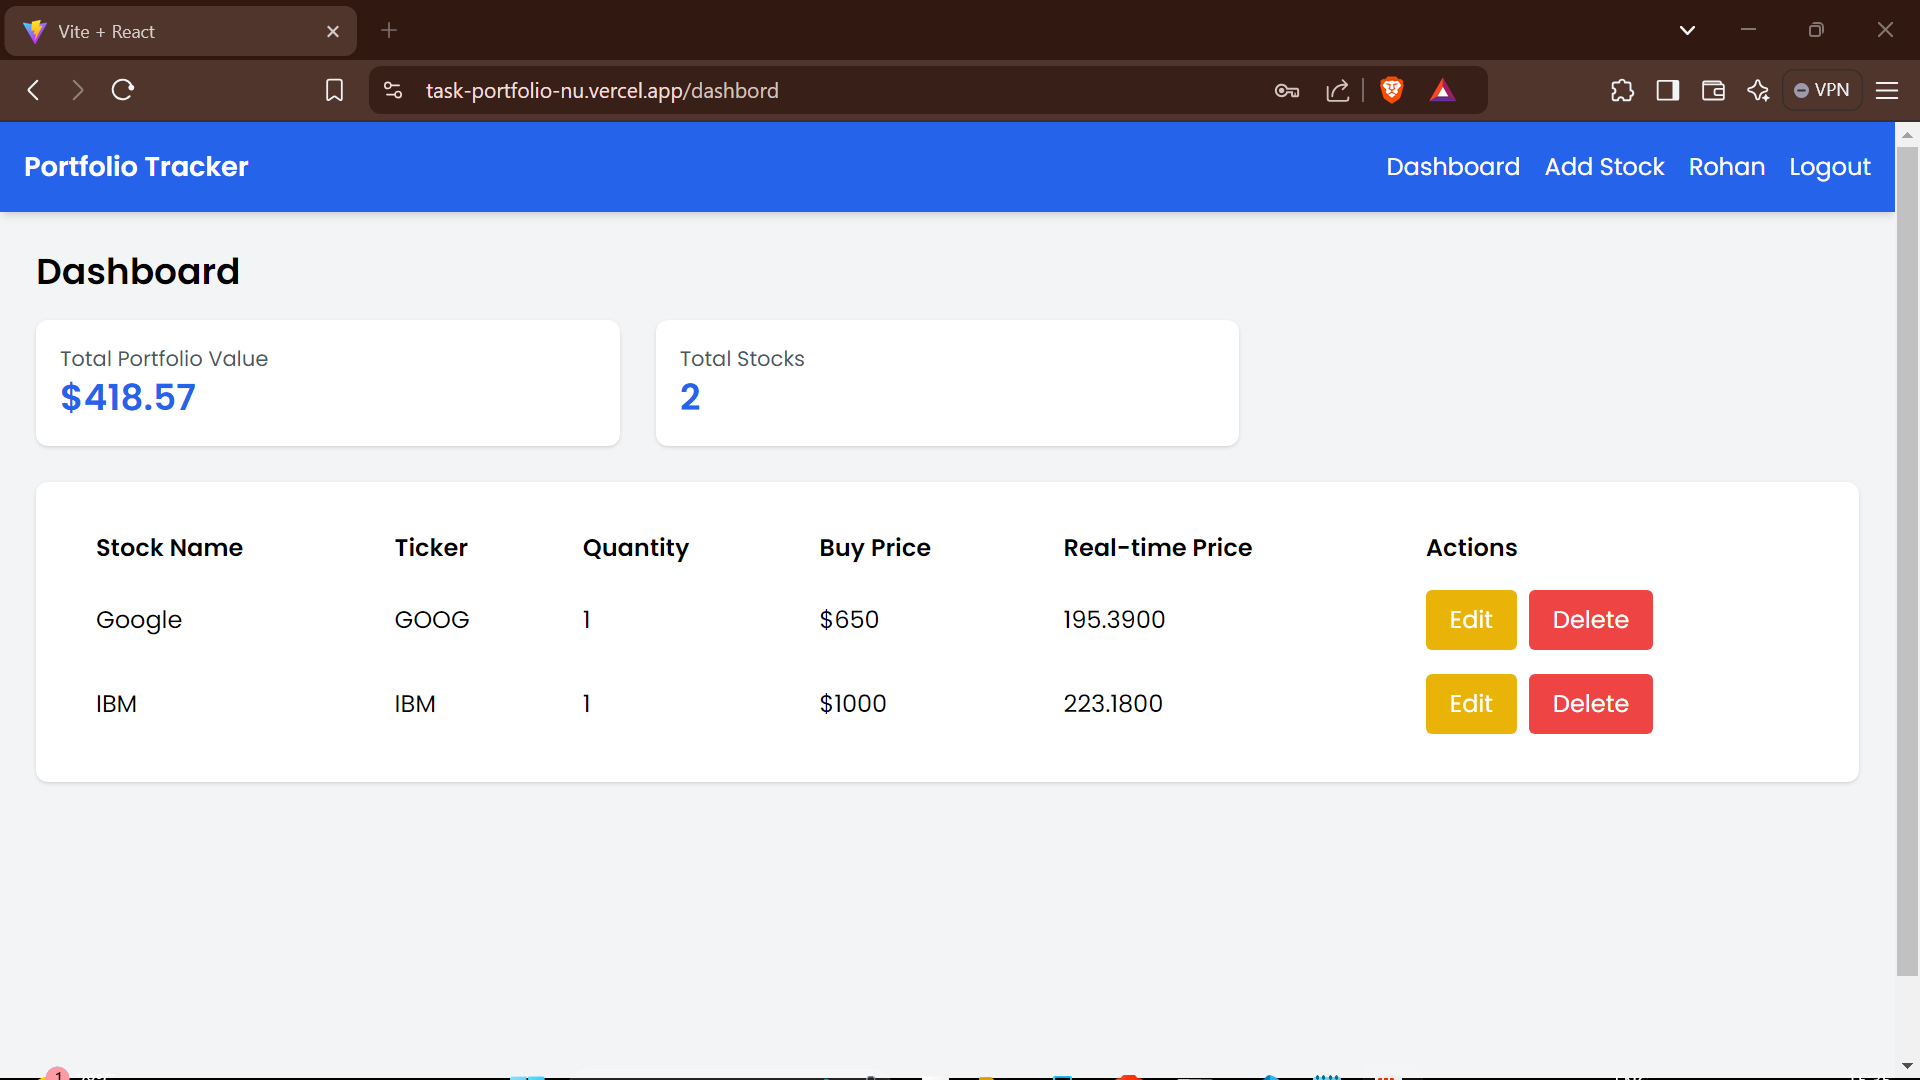 Vite + React
task-portfolio-nu.vercel.app/dashbord
VPN
Portfolio Tracker
Dashboard Add Stock Rohan Logout
Dashboard
Total Portfolio Value
$418.57
Total Stocks
2
Stock Name Ticker Quantity Buy Price Real-time Price Actions
Google GOOG 1 $650 195.3900 Edit Delete
IBM IBM 1 $1000 223.1800 Edit Delete
1